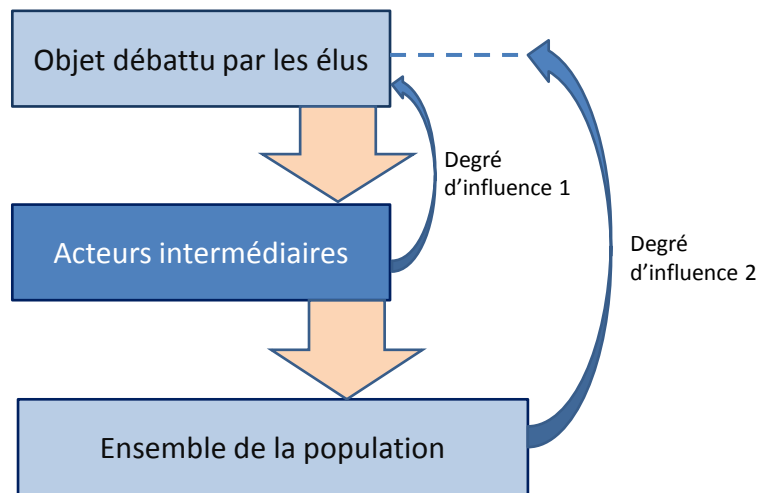 Objet débattu par les élus
Degré
d'influence 1
Acteurs intermédiaires
Degré
d'influence 2
Ensemble de la population